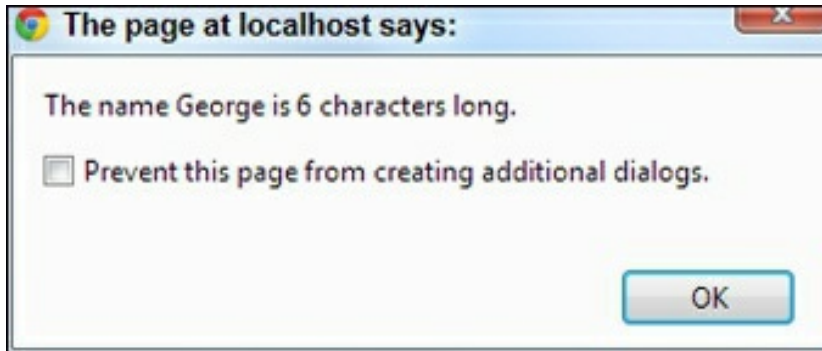 The page at localhost says:
The name George is 6 characters long.
Prevent this page from creating additional dialogs.
OK